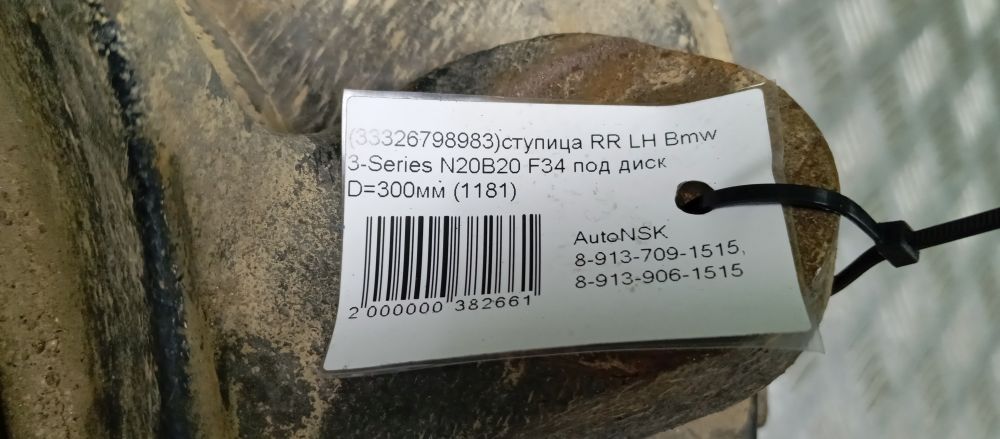 (33326798983)ступица RR LH Bmw
3-Series N20B20 F34 под диск
D=300мм (1181)
AutoNSK
8-913-709-1515,
8-913-906-1515
2 000000 382661